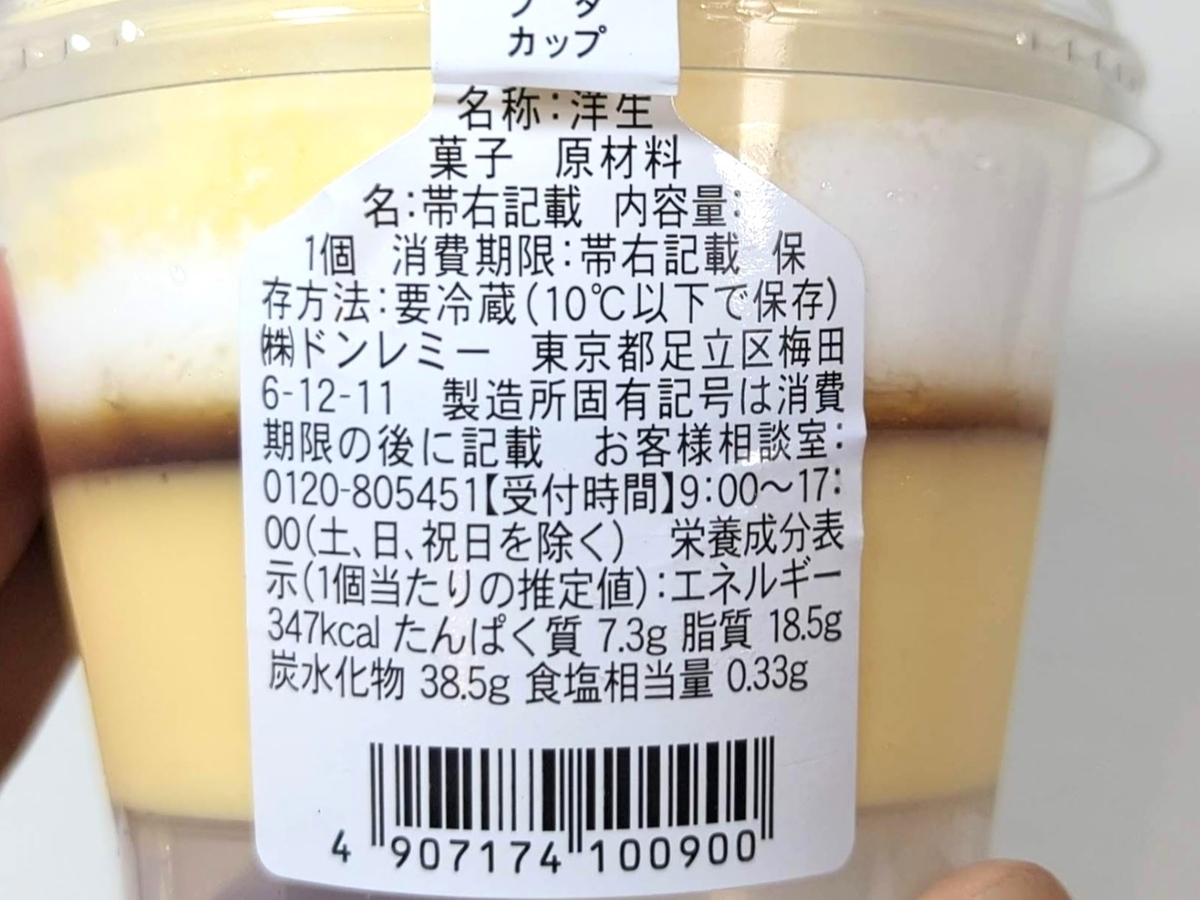 カップ
名称:洋生
菓子 原材料
名:帯右記載 内容量:
1個 消費期限:帯右記載 保
存方法:要冷蔵(10℃以下で保存)
㈱ドンレミー 東京都足立区梅田
6-12-11 製造所固有記号は消費
期限の後に記載 お客様相談室:
0120-805451【受付時間】9:00〜17:
00(土、日、祝日を除く) 栄養成分表
示(1個当たりの推定値):エネルギー
347kcal たんぱく質 7.3g 脂質 18.5g
炭水化物 38.5g 食塩相当量 0.33g
4 907174 100900